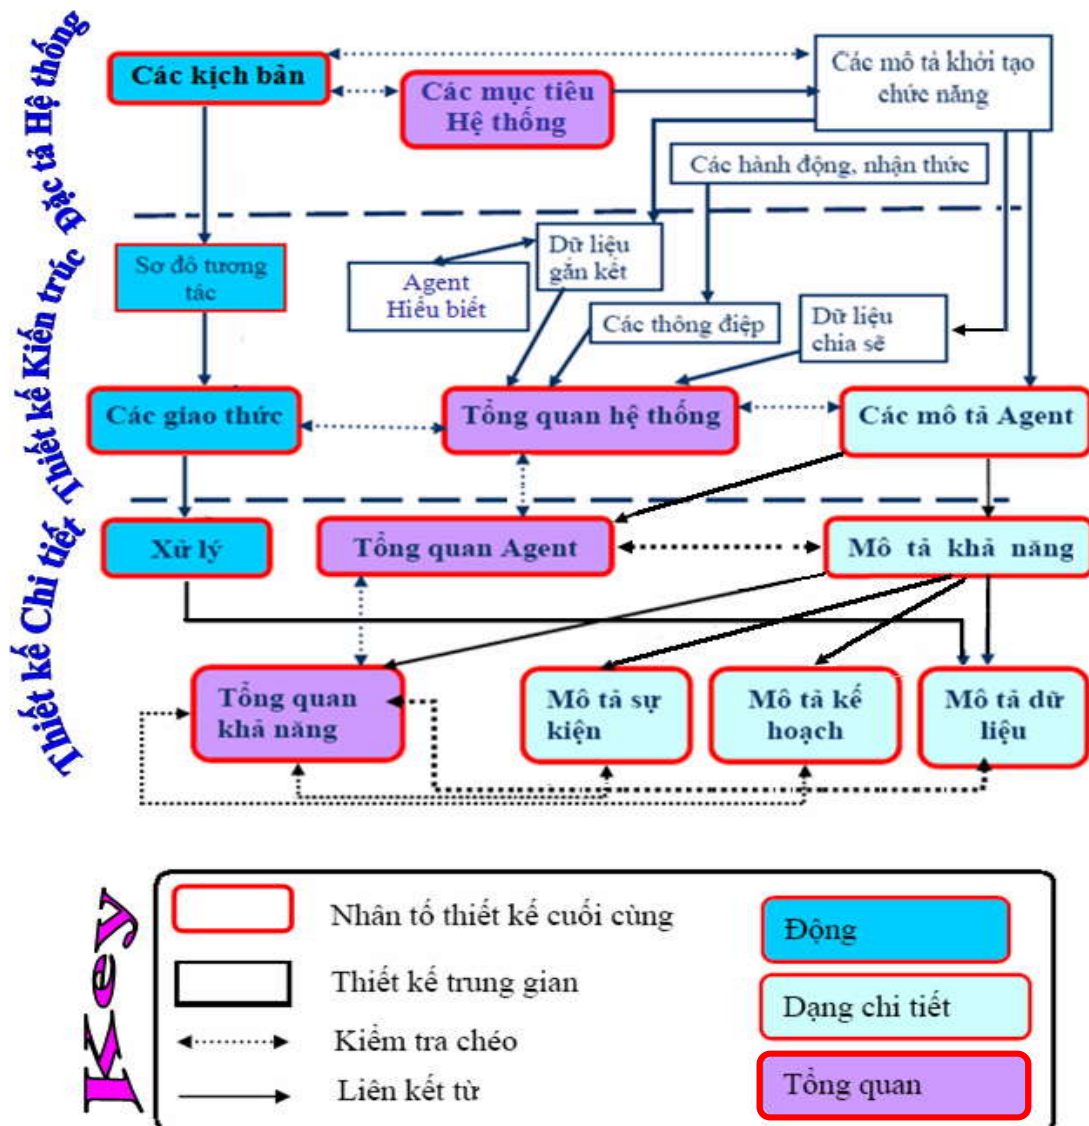 Đặc tả Hệ thống
Các kịch bản
Các mục tiêu
Hệ thống
Các mô tả khởi tạo
chức năng
Các hành động, nhận thức
Thiết kế Kiến trúc
Sơ đồ tương
tác
Agent
Hiểu biết
Dữ liệu
gắn kết
Các thông điệp
Dữ liệu
chia sẽ
Các giao thức
Tổng quan hệ thống
Các mô tả Agent
Thiết kế Chi tiết
Xử lý
Tổng quan Agent
Mô tả khả năng
Tổng quan
khả năng
Mô tả sự
kiện
Mô tả kế
hoạch
Mô tả dữ
liệu
Key
Nhân tố thiết kế cuối cùng
Thiết kế trung gian
Kiểm tra chéo
Liên kết từ
Động
Dạng chi tiết
Tổng quan